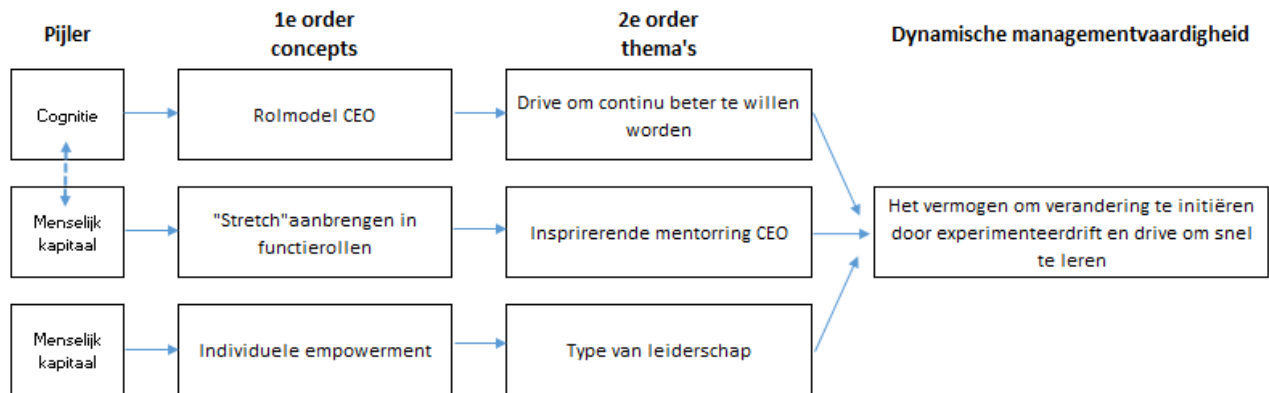 Pijler
1e order
concepts
2e order
thema's
Dynamische managementvaardigheid
Cognitie
Rolmodel CEO
Drive om continu beter te willen
worden
Menselijk
kapitaal
"Stretch"aanbrengen in
functierollen
Insprirerende mentorring CEO
Het vermogen om verandering te initiëren
door experimenteerdrift en drive om snel
te leren
Menselijk
kapitaal
Individuele empowerment
Type van leiderschap